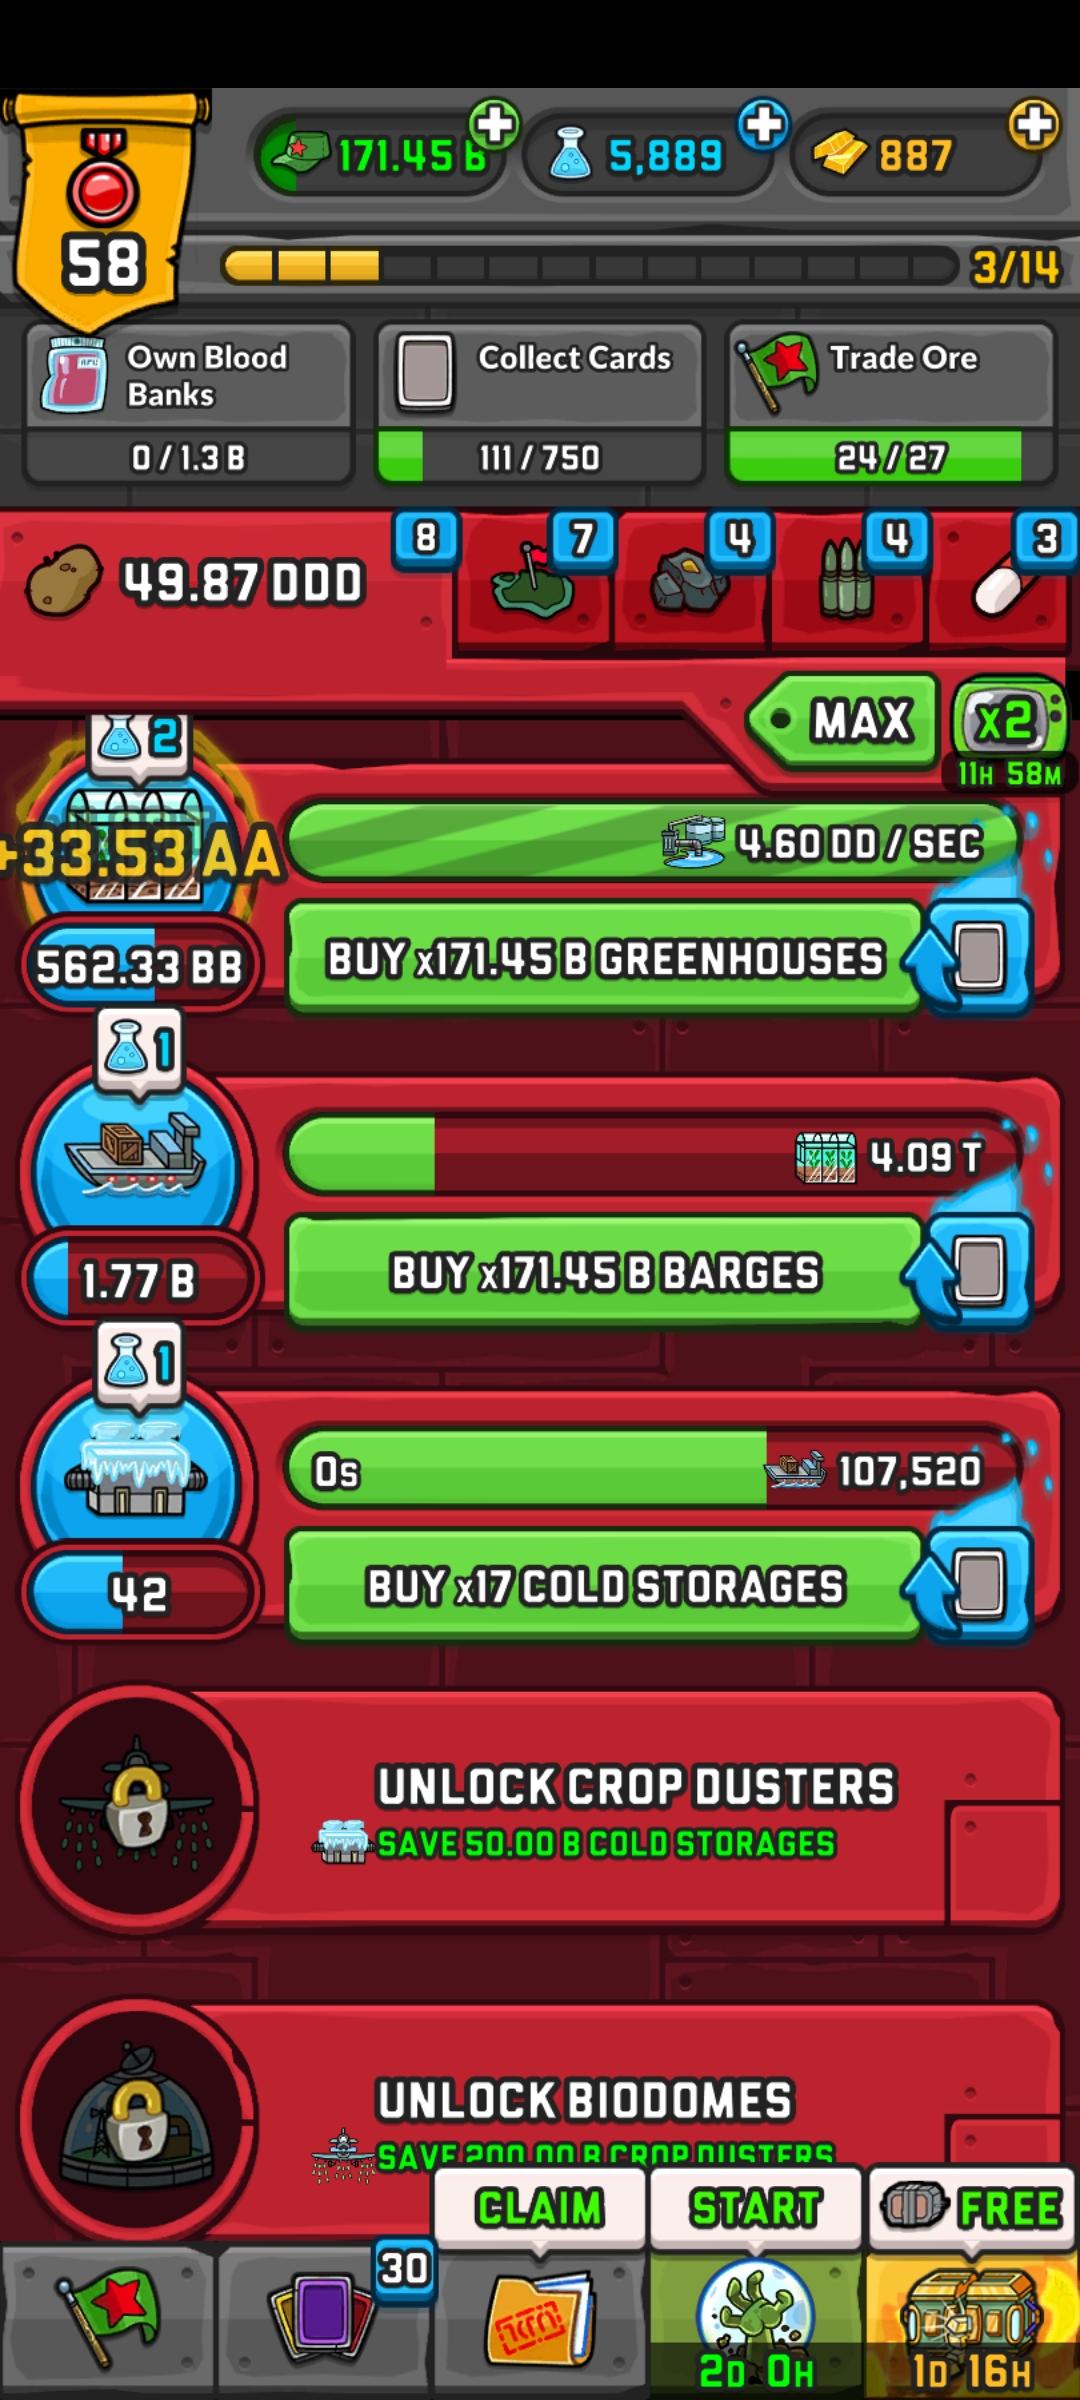 171.45 B
5,889
887
58
3/14
Own Blood
Banks
0 / 1.3 B
Collect Cards
111 / 750
Trade Ore
24 / 27
49.87 DDD
8
7
4
4
3
MAX
x2
11H 58M
2
+33.53 AA
4.60 DD / SEC
562.33 BB
BUY x171.45 B GREENHOUSES
1
4.09 T
1.77 B
BUY x171.45 B BARGES
1
0s
107,520
42
BUY x17 COLD STORAGES
UNLOCK CROP DUSTERS
SAVE 50.00 B COLD STORAGES
UNLOCK BIODOMES
SAVE 200.00 B CROP DUSTERS
CLAIM
START
FREE
30
2D 0H
1D 16H